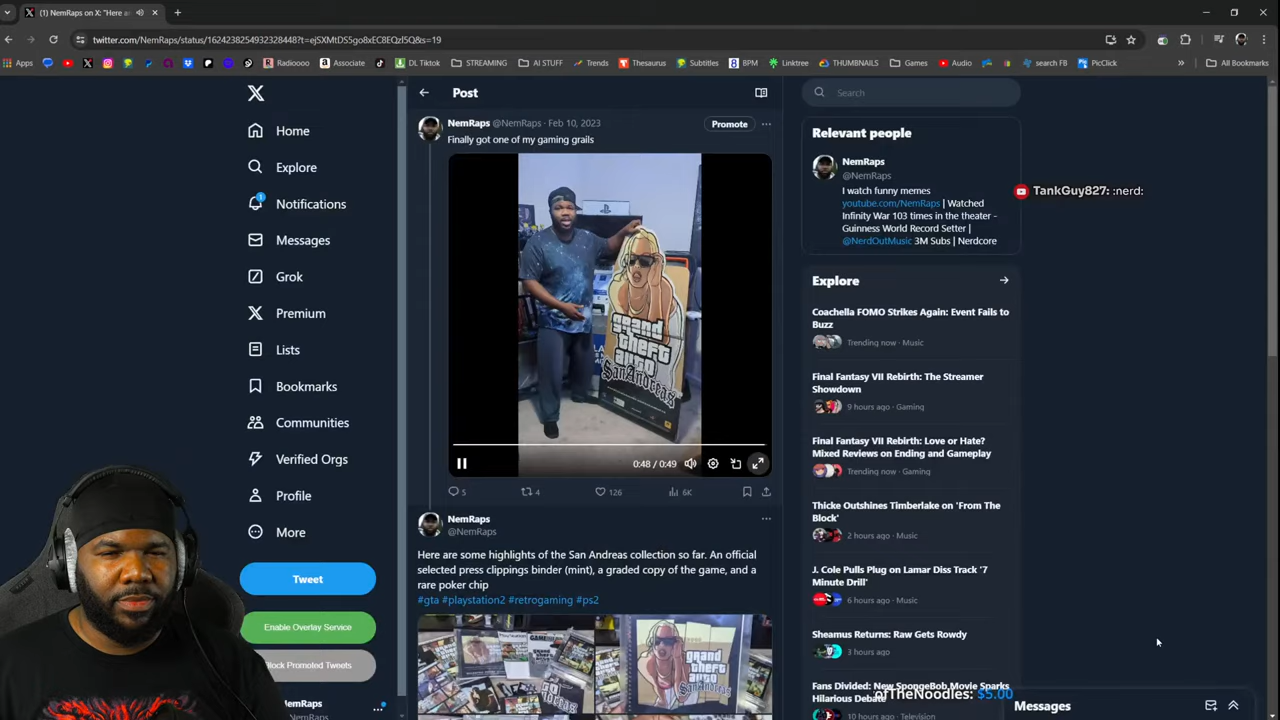 (1) NemRaps on X: "Here a
twitter.com/NemRaps/status/1624238254932328448?t=ejSXMtDSSgo8xEC8EQzI5Q&s=19
Apps
STREAMING
AI STUFF
Trends
Thesaurus
Subtitles
8 BPM
Linktree
THUMBNAILS
Games
Audio
search FB
PicClick
All Bookmarks
Radioooo
Associate
DL Tiktok
Home
Explore
1
Notifications
Messages
Grok
Premium
Lists
Bookmarks
Communities
Verified Orgs
Profile
More
Tweet
Enable Overlay Service
Block Promoted Tweets
NemRaps
@NemRaps
Post
NemRaps @NemRaps · Feb 10, 2023
Promote
Finally got one of my gaming grails
grand
theft
auto
SanAndreas
0:48 / 0:49
5
4
126
6K
NemRaps
@NemRaps
Here are some highlights of the San Andreas collection so far. An official
selected press clippings binder (mint), a graded copy of the game, and a
rare poker chip
#gta #playstation2 #retrogaming #ps2
grand
theft
auto
SanAndreas
Search
Relevant people
NemRaps
@NemRaps
I watch funny memes
youtube.com/NemRaps | Watched
Infinity War 103 times in the theater -
Guinness World Record Setter |
@NerdOutMusic 3M Subs | Nerdcore
TankGuy827: :nerd:
Explore
Coachella FOMO Strikes Again: Event Fails to
Buzz
Trending now · Music
Final Fantasy VII Rebirth: The Streamer
Showdown
9 hours ago · Gaming
Final Fantasy VII Rebirth: Love or Hate?
Mixed Reviews on Ending and Gameplay
Trending now · Gaming
Thicke Outshines Timberlake on 'From The
Block'
2 hours ago · Music
J. Cole Pulls Plug on Lamar Diss Track '7
Minute Drill'
6 hours ago · Music
Sheamus Returns: Raw Gets Rowdy
3 hours ago
Fans Divided: New SpongeBob Movie Sparks
Hilarious Debate
10 hours ago · Television
ofTheNoodles: $5.00
Messages